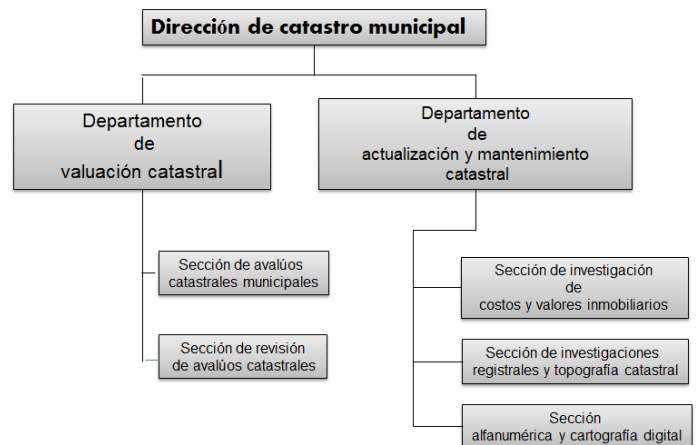 Dirección de catastro municipal
Departamento
de
valuación catastral
Departamento
de
actualización y mantenimiento
catastral
Sección de avalúos
catastrales municipales
Sección de revisión
de avalúos catastrales
Sección de investigación
de
costos y valores inmobiliarios
Sección de investigaciones
registrales y topografía catastral
Sección
alfanumérica y cartografía digital